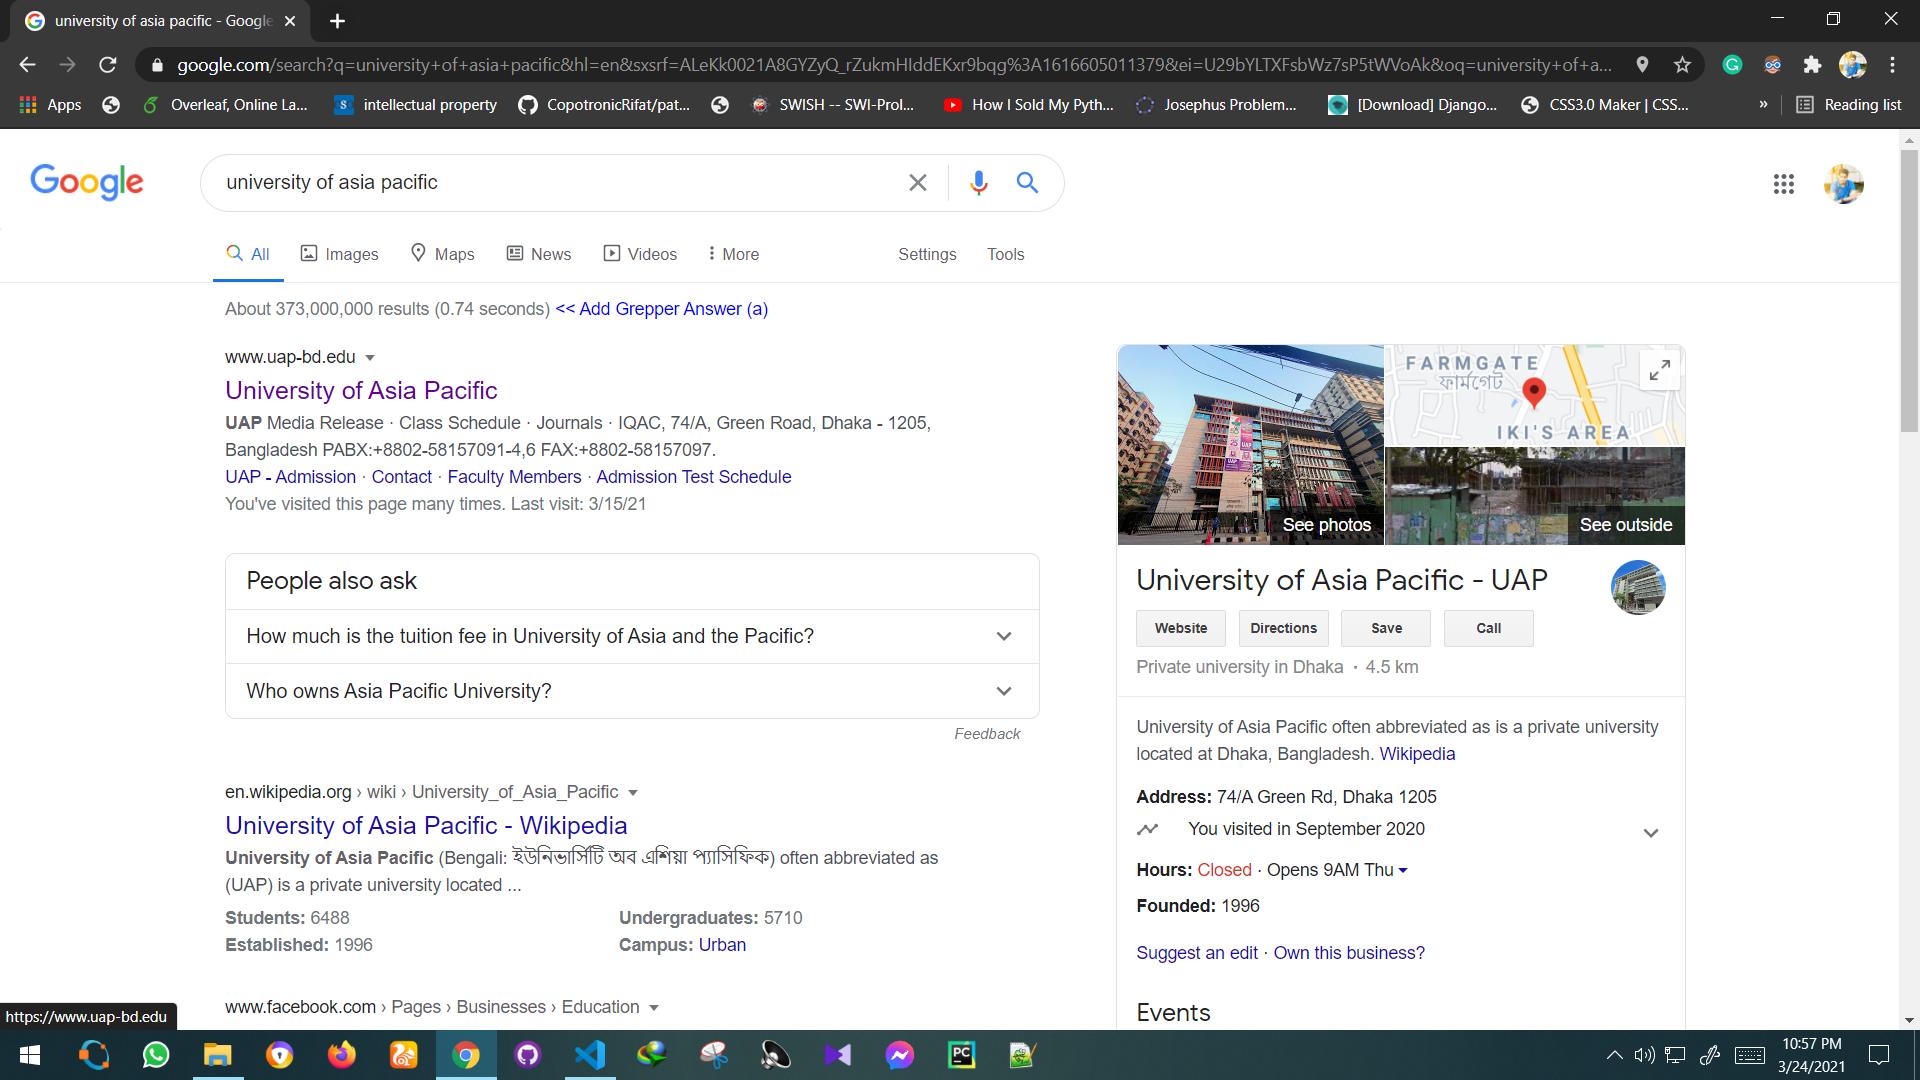 university of asia pacific - Google
google.com/search?q=university+of+asia+pacific&hl=en&sxsrf=ALeKk0021A8GYZyQ_rZukmHIddEKxr9bqg%3A1616605011379&ei=U29bYLTXFsbWz7sP5tWVoAk&oq=university+of+a...
Apps Overleaf, Online La... intellectual property CopotronicRifat/pat... SWISH -- SWI-Prol... How I Sold My Pyth... Josephus Problem... [Download] Django... CSS3.0 Maker | CSS... » Reading list
Google
university of asia pacific
All Images Maps News Videos More Settings Tools
About 373,000,000 results (0.74 seconds) << Add Grepper Answer (a)
www.uap-bd.edu
University of Asia Pacific
UAP Media Release · Class Schedule · Journals · IQAC, 74/A, Green Road, Dhaka - 1205,
Bangladesh PABX:+8802-58157091-4,6 FAX:+8802-58157097.
UAP - Admission · Contact · Faculty Members · Admission Test Schedule
You've visited this page many times. Last visit: 3/15/21
People also ask
How much is the tuition fee in University of Asia and the Pacific?
Who owns Asia Pacific University?
Feedback
en.wikipedia.org › wiki › University_of_Asia_Pacific
University of Asia Pacific - Wikipedia
University of Asia Pacific (Bengali: ইউনিভার্সিটি অব এশিয়া প্যাসিফিক) often abbreviated as
(UAP) is a private university located ...
Students: 6488 Undergraduates: 5710
Established: 1996 Campus: Urban
www.facebook.com › Pages › Businesses › Education
FARMGATE
ফার্মগেট
IKI'S AREA
See photos
See outside
University of Asia Pacific - UAP
Website Directions Save Call
Private university in Dhaka · 4.5 km
University of Asia Pacific often abbreviated as is a private university
located at Dhaka, Bangladesh. Wikipedia
Address: 74/A Green Rd, Dhaka 1205
You visited in September 2020
Hours: Closed · Opens 9AM Thu
Founded: 1996
Suggest an edit · Own this business?
Events
https://www.uap-bd.edu
10:57 PM
3/24/2021